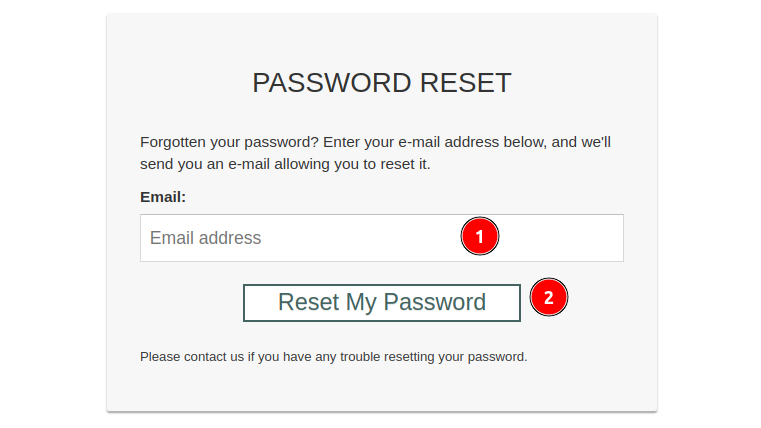 PASSWORD RESET
Forgotten your password? Enter your e-mail address below, and we'll
send you an e-mail allowing you to reset it.
Email:
Email address
1
Reset My Password
2
Please contact us if you have any trouble resetting your password.